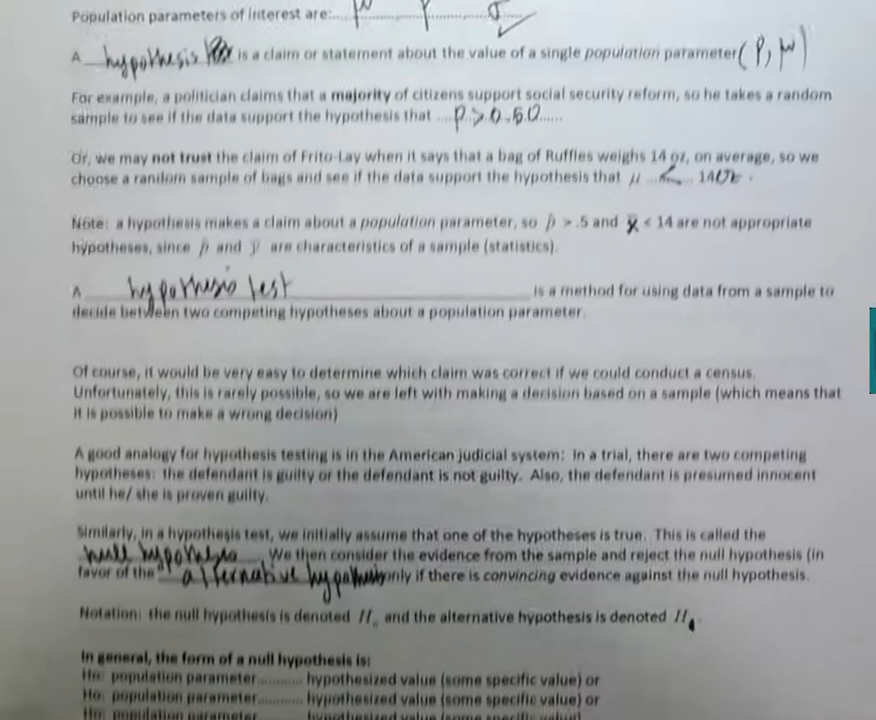 Population parameters of interest are:.....μ.........p..............σ......
A hypothesis is a claim or statement about the value of a single population parameter (P, μ)
For example, a politician claims that a majority of citizens support social security reform, so he takes a random
sample to see if the data support the hypothesis that ....P > 0.50......
Or, we may not trust the claim of Frito-Lay when it says that a bag of Ruffles weighs 14 oz, on average, so we
choose a random sample of bags and see if the data support the hypothesis that μ ...<.... 14oz.
Note: a hypothesis makes a claim about a population parameter, so p̂ > .5 and x̄ < 14 are not appropriate
hypotheses, since p̂ and are characteristics of a sample (statistics).
A hypothesis test is a method for using data from a sample to
decide between two competing hypotheses about a population parameter.
Of course, it would be very easy to determine which claim was correct if we could conduct a census.
Unfortunately, this is rarely possible, so we are left with making a decision based on a sample (which means that
it is possible to make a wrong decision)
A good analogy for hypothesis testing is in the American judicial system: In a trial, there are two competing
hypotheses: the defendant is guilty or the defendant is not guilty. Also, the defendant is presumed innocent
until he/ she is proven guilty.
Similarly, in a hypothesis test, we initially assume that one of the hypotheses is true. This is called the
null hypothesis. We then consider the evidence from the sample and reject the null hypothesis (in
favor of the alternative hypothesis only if there is convincing evidence against the null hypothesis.
Notation: the null hypothesis is denoted H₀ and the alternative hypothesis is denoted Hₐ.
In general, the form of a null hypothesis is:
Ho: population parameter........... hypothesized value (some specific value) or
Ho: population parameter........... hypothesized value (some specific value) or
Ho: population parameter hypothesized value (some specific value)